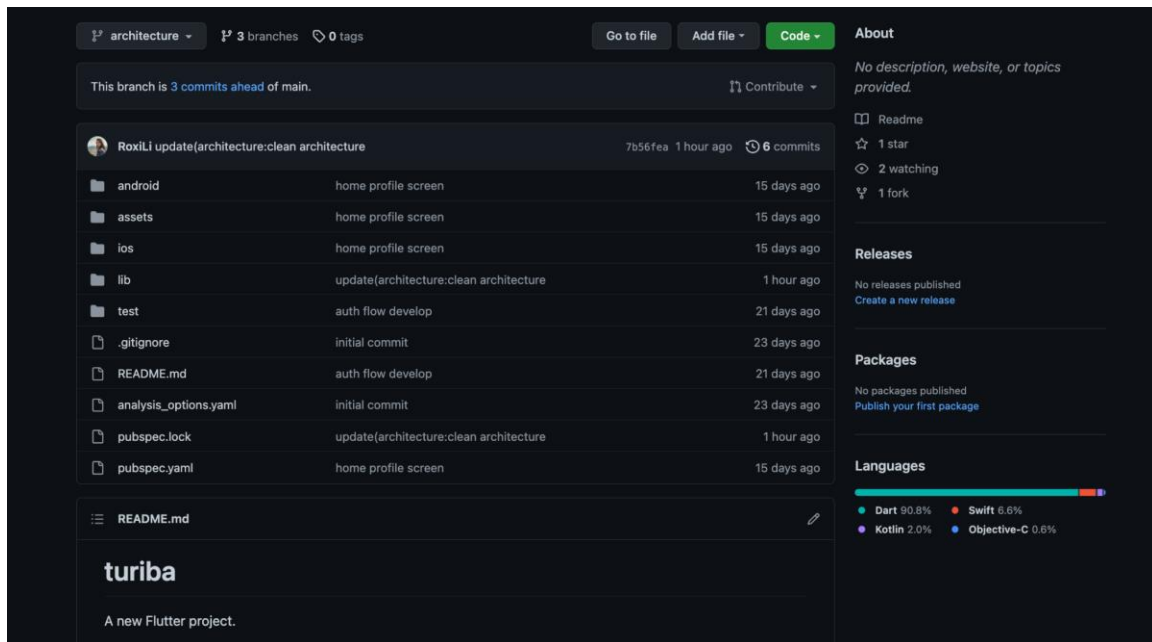 architecture
3 branches
0 tags
Go to file
Add file
Code
This branch is 3 commits ahead of main.
Contribute
RoxiLi update(architecture:clean architecture
7b56fea 1 hour ago
6 commits
android home profile screen 15 days ago
assets home profile screen 15 days ago
ios home profile screen 15 days ago
lib update(architecture:clean architecture 1 hour ago
test auth flow develop 21 days ago
.gitignore initial commit 23 days ago
README.md auth flow develop 21 days ago
analysis_options.yaml initial commit 23 days ago
pubspec.lock update(architecture:clean architecture 1 hour ago
pubspec.yaml home profile screen 15 days ago
README.md
turiba
A new Flutter project.
About
No description, website, or topics
provided.
Readme
1 star
2 watching
1 fork
Releases
No releases published
Create a new release
Packages
No packages published
Publish your first package
Languages
Dart 90.8% Swift 6.6%
Kotlin 2.0% Objective-C 0.6%